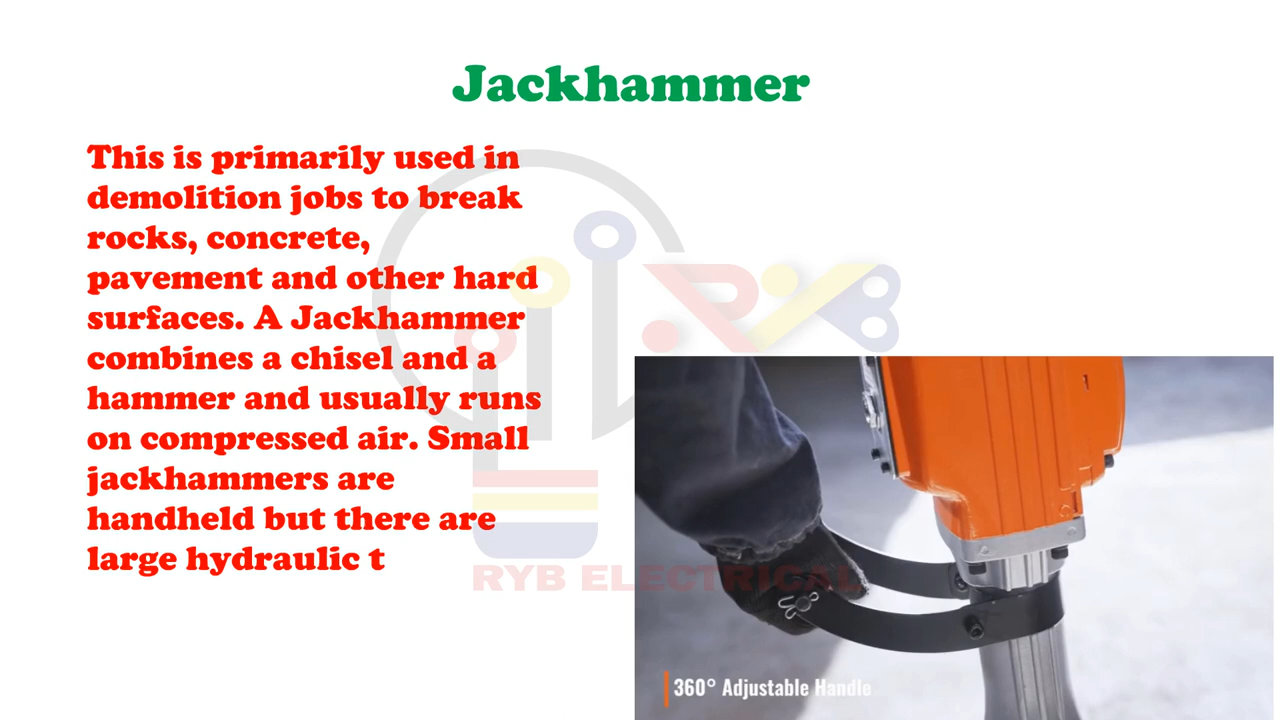 Jackhammer
This is primarily used in
demolition jobs to break
rocks, concrete,
pavement and other hard
surfaces. A Jackhammer
combines a chisel and a
hammer and usually runs
on compressed air. Small
jackhammers are
handheld but there are
large hydraulic t
RYB
RYB ELECTRICAL
360° Adjustable Handle